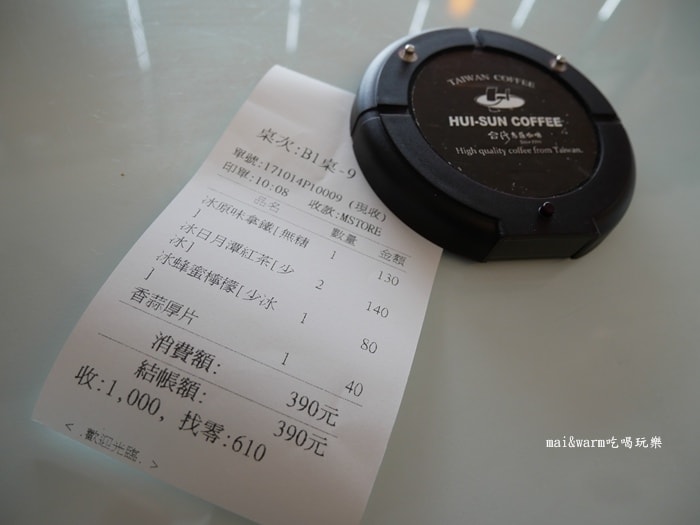 TAIWAN COFFEE
HUI-SUN COFFEE
High quality coffee from Taiwan.
桌次:B1桌-9
單號:171014P10009 (現收)
印單:10:08 收款:MSTORE
品名 數量 金額
冰原味拿鐵[無糖 1 130
]
冰日月潭紅茶[少 2 140
冰]
冰蜂蜜檸檬[少冰 1 80
]
香蒜厚片 1 40
消費額: 390元
結帳額: 390元
收:1,000, 找零:610
< .歡迎光臨. >
mai&warm吃喝玩樂